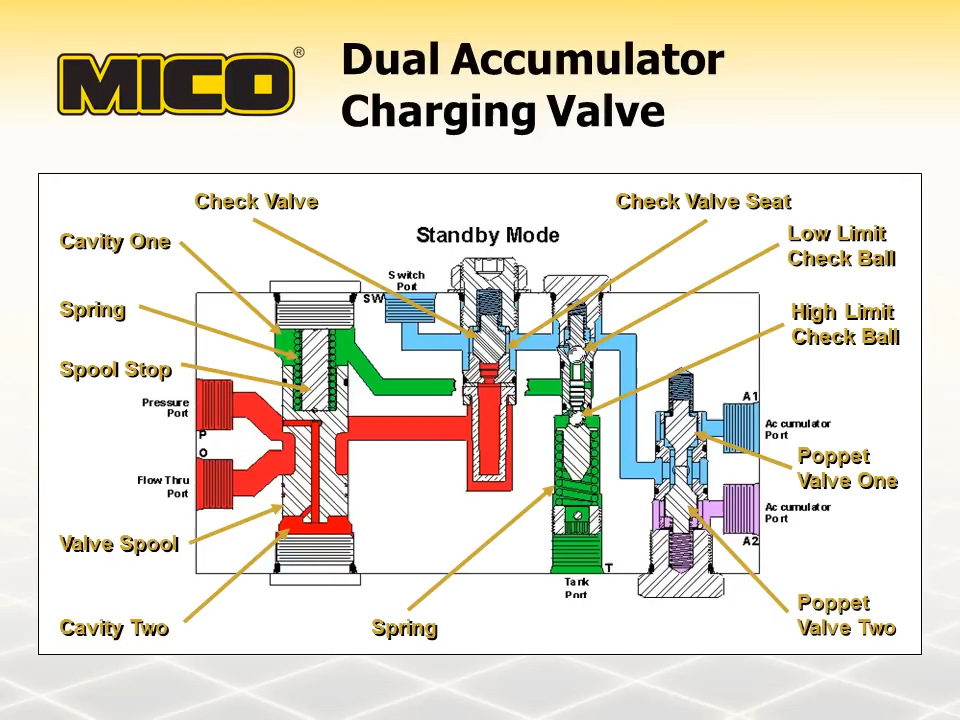 MICO®
Dual Accumulator
Charging Valve
Check Valve
Check Valve Seat
Cavity One
Standby Mode
Low Limit
Check Ball
Switch
Port
SW
Spring
High Limit
Check Ball
Spool Stop
Pressure
Port
P
A1
Accumulator
Port
O
Poppet
Valve One
Flow Thru
Port
Accumulator
Port
Valve Spool
A2
T
Tank
Port
Cavity Two
Spring
Poppet
Valve Two